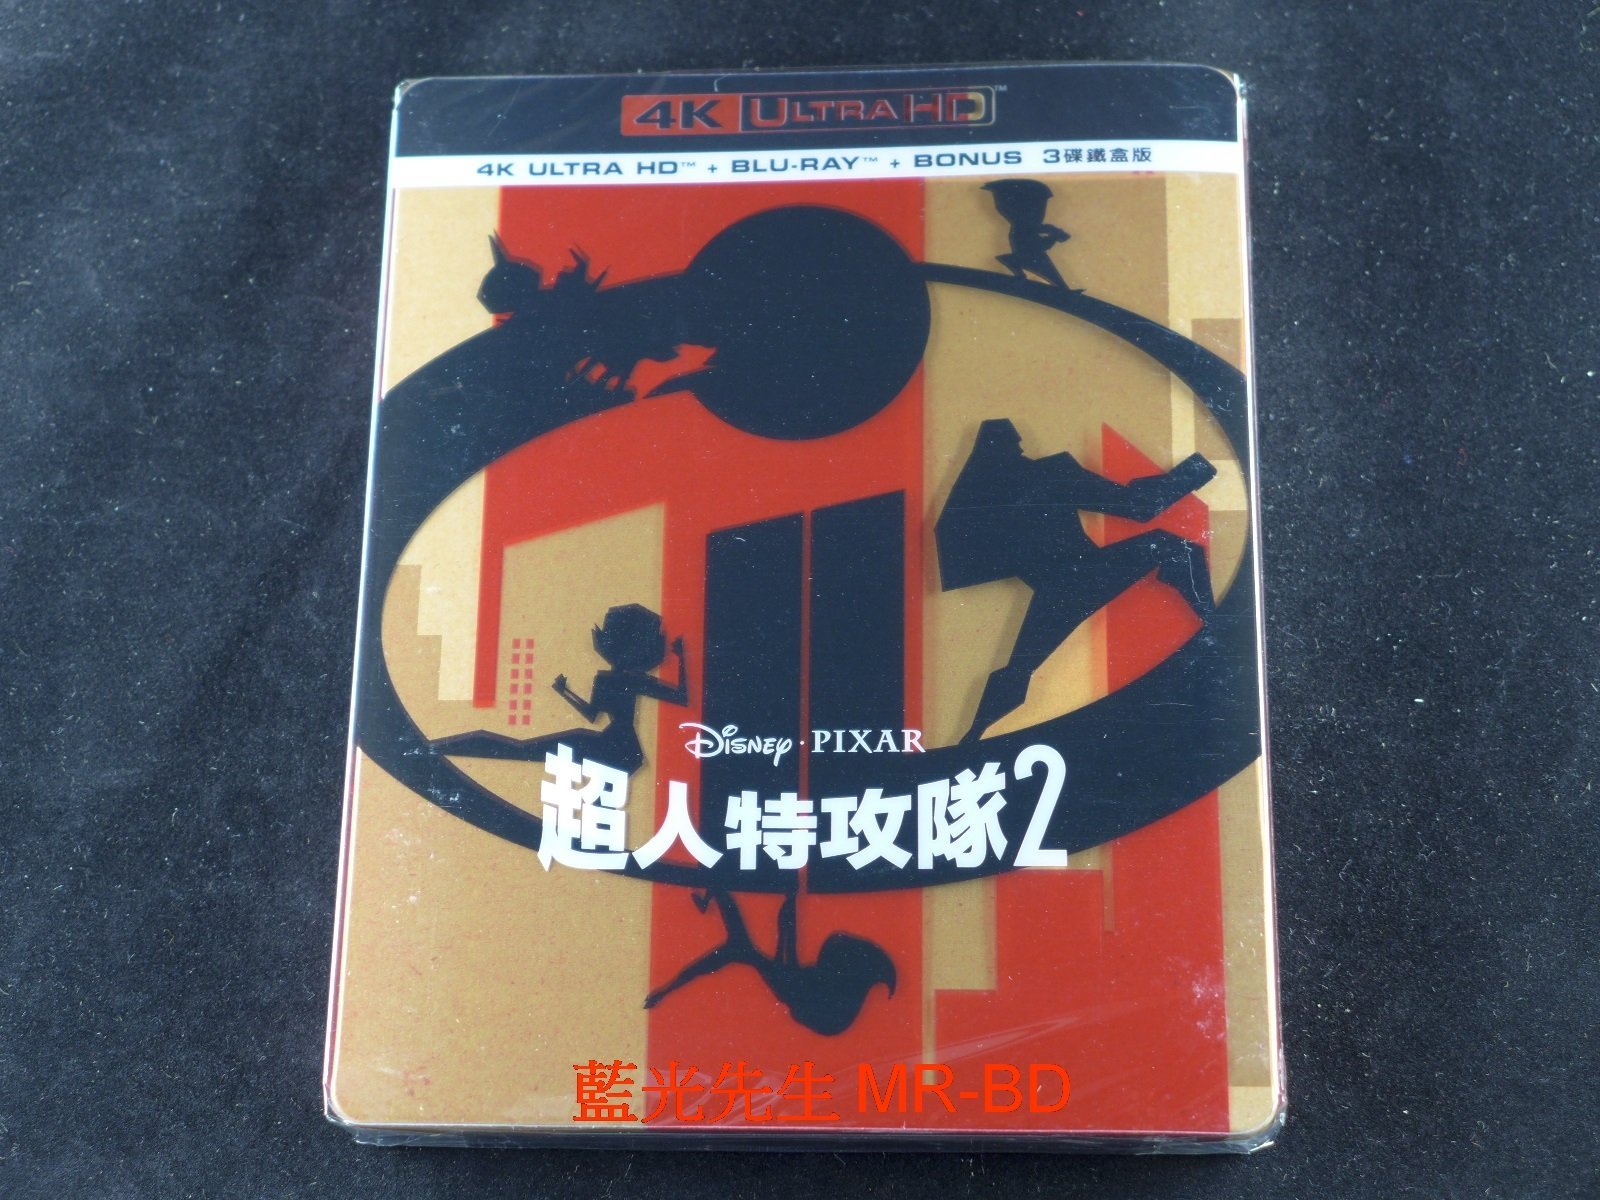 4K ULTRA HD™
4K ULTRA HD™ + BLU-RAY™ + BONUS 3碟鐵盒版
Disney · PIXAR
超人特攻隊2
藍光先生 MR-BD